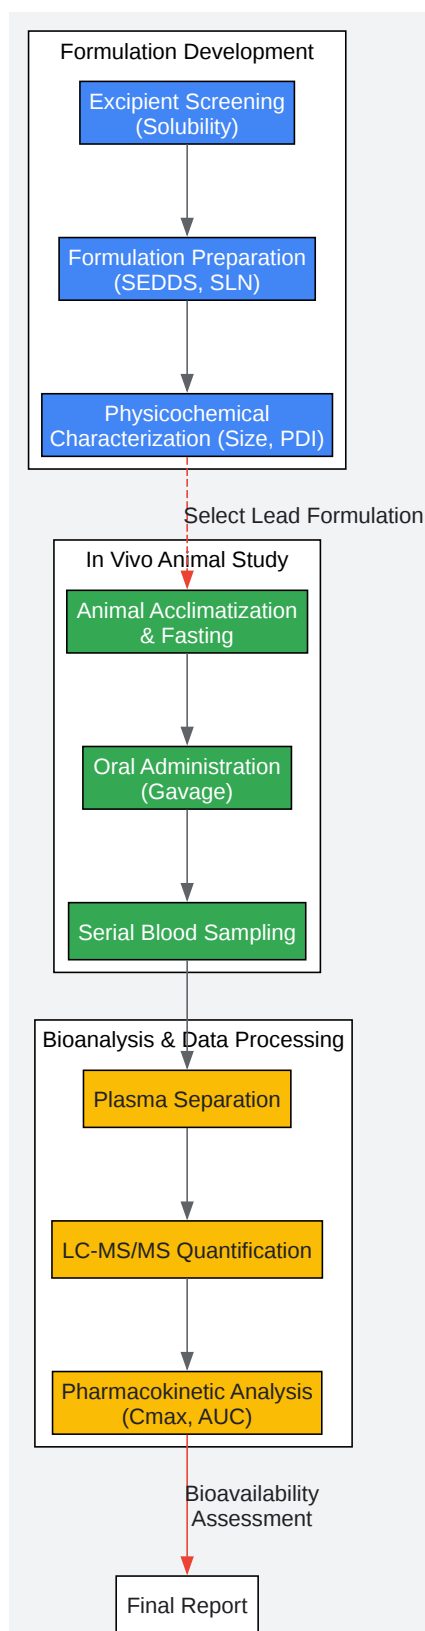 Formulation Development
Excipient Screening
(Solubility)
Formulation Preparation
(SEDDS, SLN)
Physicochemical
Characterization (Size, PDI)
Select Lead Formulation
In Vivo Animal Study
Animal Acclimatization
& Fasting
Oral Administration
(Gavage)
Serial Blood Sampling
Bioanalysis & Data Processing
Plasma Separation
LC-MS/MS Quantification
Pharmacokinetic Analysis
(Cmax, AUC)
Bioavailability
Assessment
Final Report